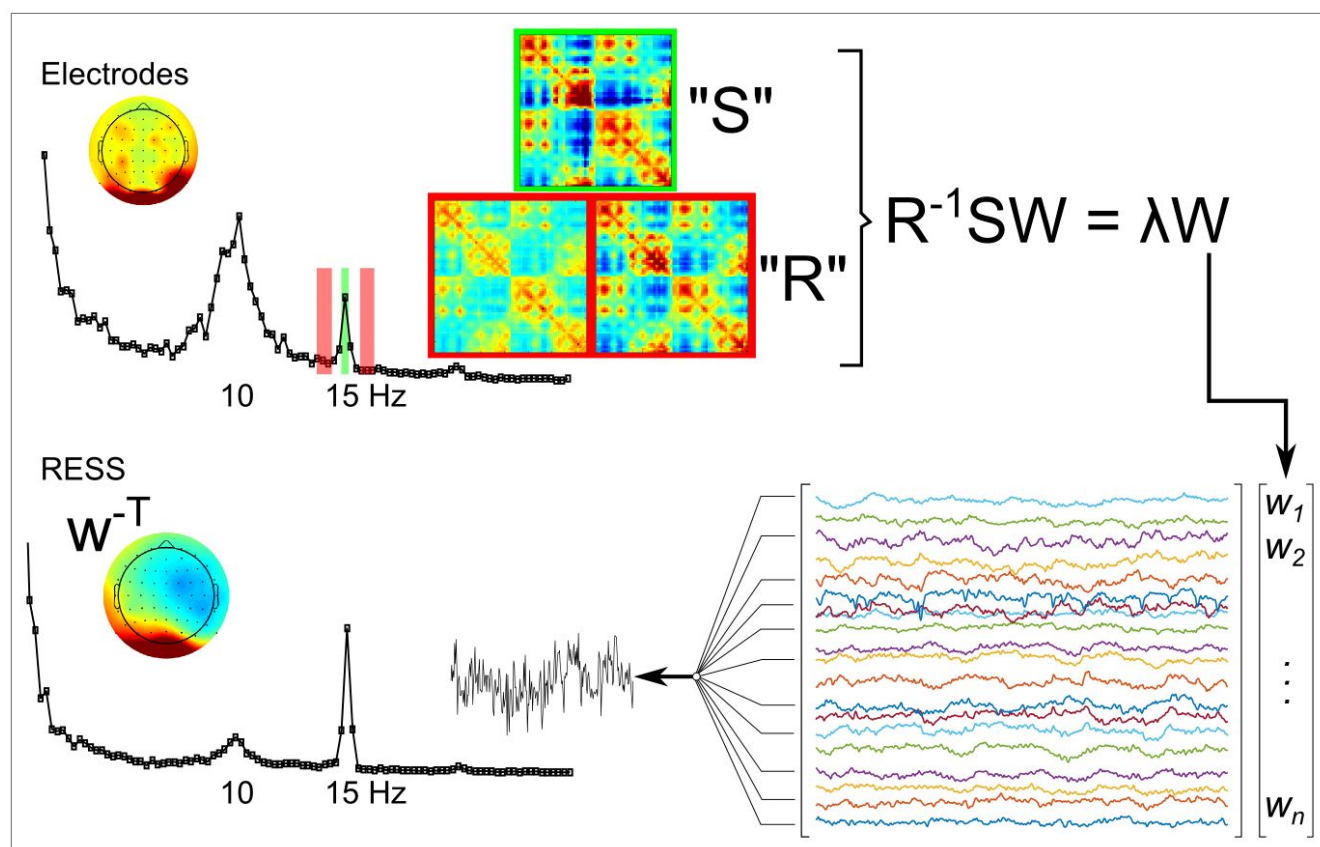 Electrodes
"S"
"R"
R⁻¹SW = λW
10
15 Hz
RESS
W⁻ᵀ
10
15 Hz
w₁
w₂
⋮
wₙ